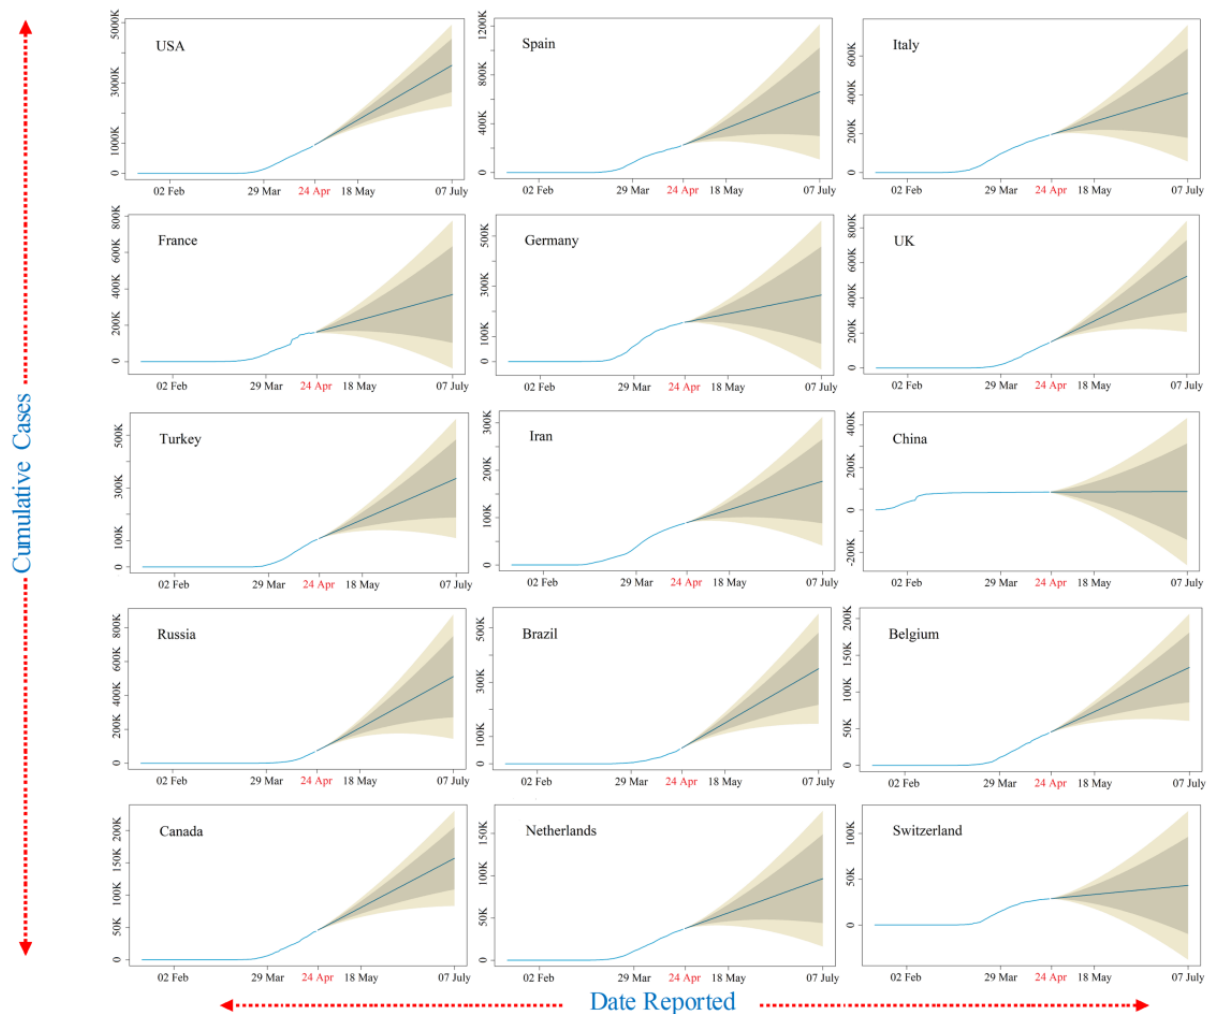 Cumulative Cases
USA
5000K
3000K
1000K
0
02 Feb 29 Mar 24 Apr 18 May 07 July
Spain
1200K
800K
400K
0
02 Feb 29 Mar 24 Apr 18 May 07 July
Italy
600K
400K
200K
0
02 Feb 29 Mar 24 Apr 18 May 07 July
France
800K
600K
400K
200K
0
02 Feb 29 Mar 24 Apr 18 May 07 July
Germany
500K
300K
100K
0
02 Feb 29 Mar 24 Apr 18 May 07 July
UK
800K
600K
400K
200K
0
02 Feb 29 Mar 24 Apr 18 May 07 July
Turkey
500K
300K
100K
0
02 Feb 29 Mar 24 Apr 18 May 07 July
Iran
300K
200K
100K
0
02 Feb 29 Mar 24 Apr 18 May 07 July
China
400K
200K
0
-200K
02 Feb 29 Mar 24 Apr 18 May 07 July
Russia
800K
600K
400K
200K
0
02 Feb 29 Mar 24 Apr 18 May 07 July
Brazil
500K
300K
100K
0
02 Feb 29 Mar 24 Apr 18 May 07 July
Belgium
200K
150K
100K
50K
0
02 Feb 29 Mar 24 Apr 18 May 07 July
Canada
200K
150K
100K
50K
0
02 Feb 29 Mar 24 Apr 18 May 07 July
Netherlands
150K
100K
50K
0
02 Feb 29 Mar 24 Apr 18 May 07 July
Switzerland
100K
50K
0
02 Feb 29 Mar 24 Apr 18 May 07 July
Date Reported